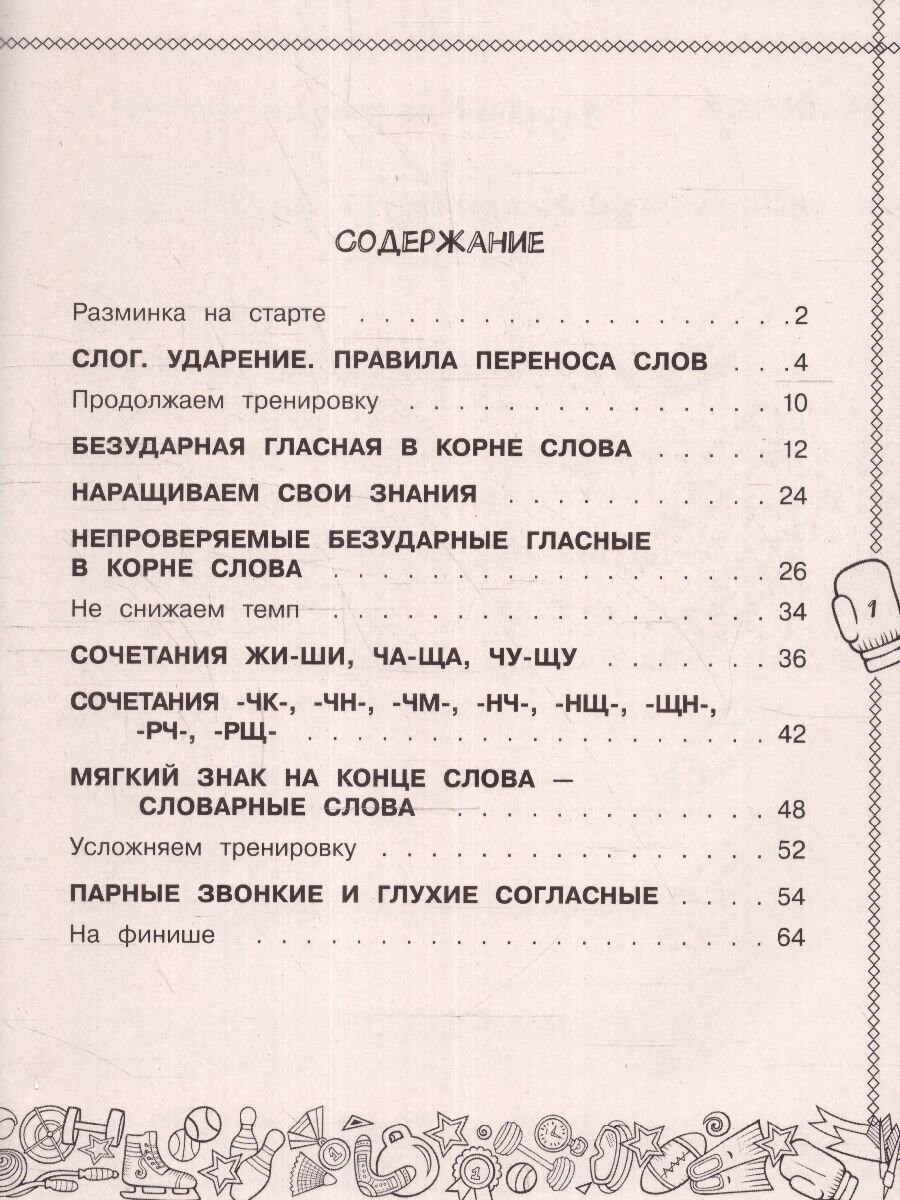 СОДЕРЖАНИЕ
Разминка на старте . . . . . . . . . . . . . . . . . . 2
СЛОГ. УДАРЕНИЕ. ПРАВИЛА ПЕРЕНОСА СЛОВ . . . 4
Продолжаем тренировку . . . . . . . . . . . . . . . 10
БЕЗУДАРНАЯ ГЛАСНАЯ В КОРНЕ СЛОВА . . . . . 12
НАРАЩИВАЕМ СВОИ ЗНАНИЯ . . . . . . . . . . . 24
НЕПРОВЕРЯЕМЫЕ БЕЗУДАРНЫЕ ГЛАСНЫЕ
В КОРНЕ СЛОВА . . . . . . . . . . . . . . . . . . 26
Не снижаем темп . . . . . . . . . . . . . . . . . . 34
1
СОЧЕТАНИЯ ЖИ-ШИ, ЧА-ЩА, ЧУ-ЩУ . . . . . . . 36
СОЧЕТАНИЯ -ЧК-, -ЧН-, -ЧМ-, -НЧ-, -НЩ-, -ЩН-,
-РЧ-, -РЩ- . . . . . . . . . . . . . . . . . . . 42
МЯГКИЙ ЗНАК НА КОНЦЕ СЛОВА —
СЛОВАРНЫЕ СЛОВА . . . . . . . . . . . . . 48
Усложняем тренировку . . . . . . . . . . . . . . . . 52
ПАРНЫЕ ЗВОНКИЕ И ГЛУХИЕ СОГЛАСНЫЕ . . . . 54
На финише . . . . . . . . . . . . . . . . . . . . . 64
1
1